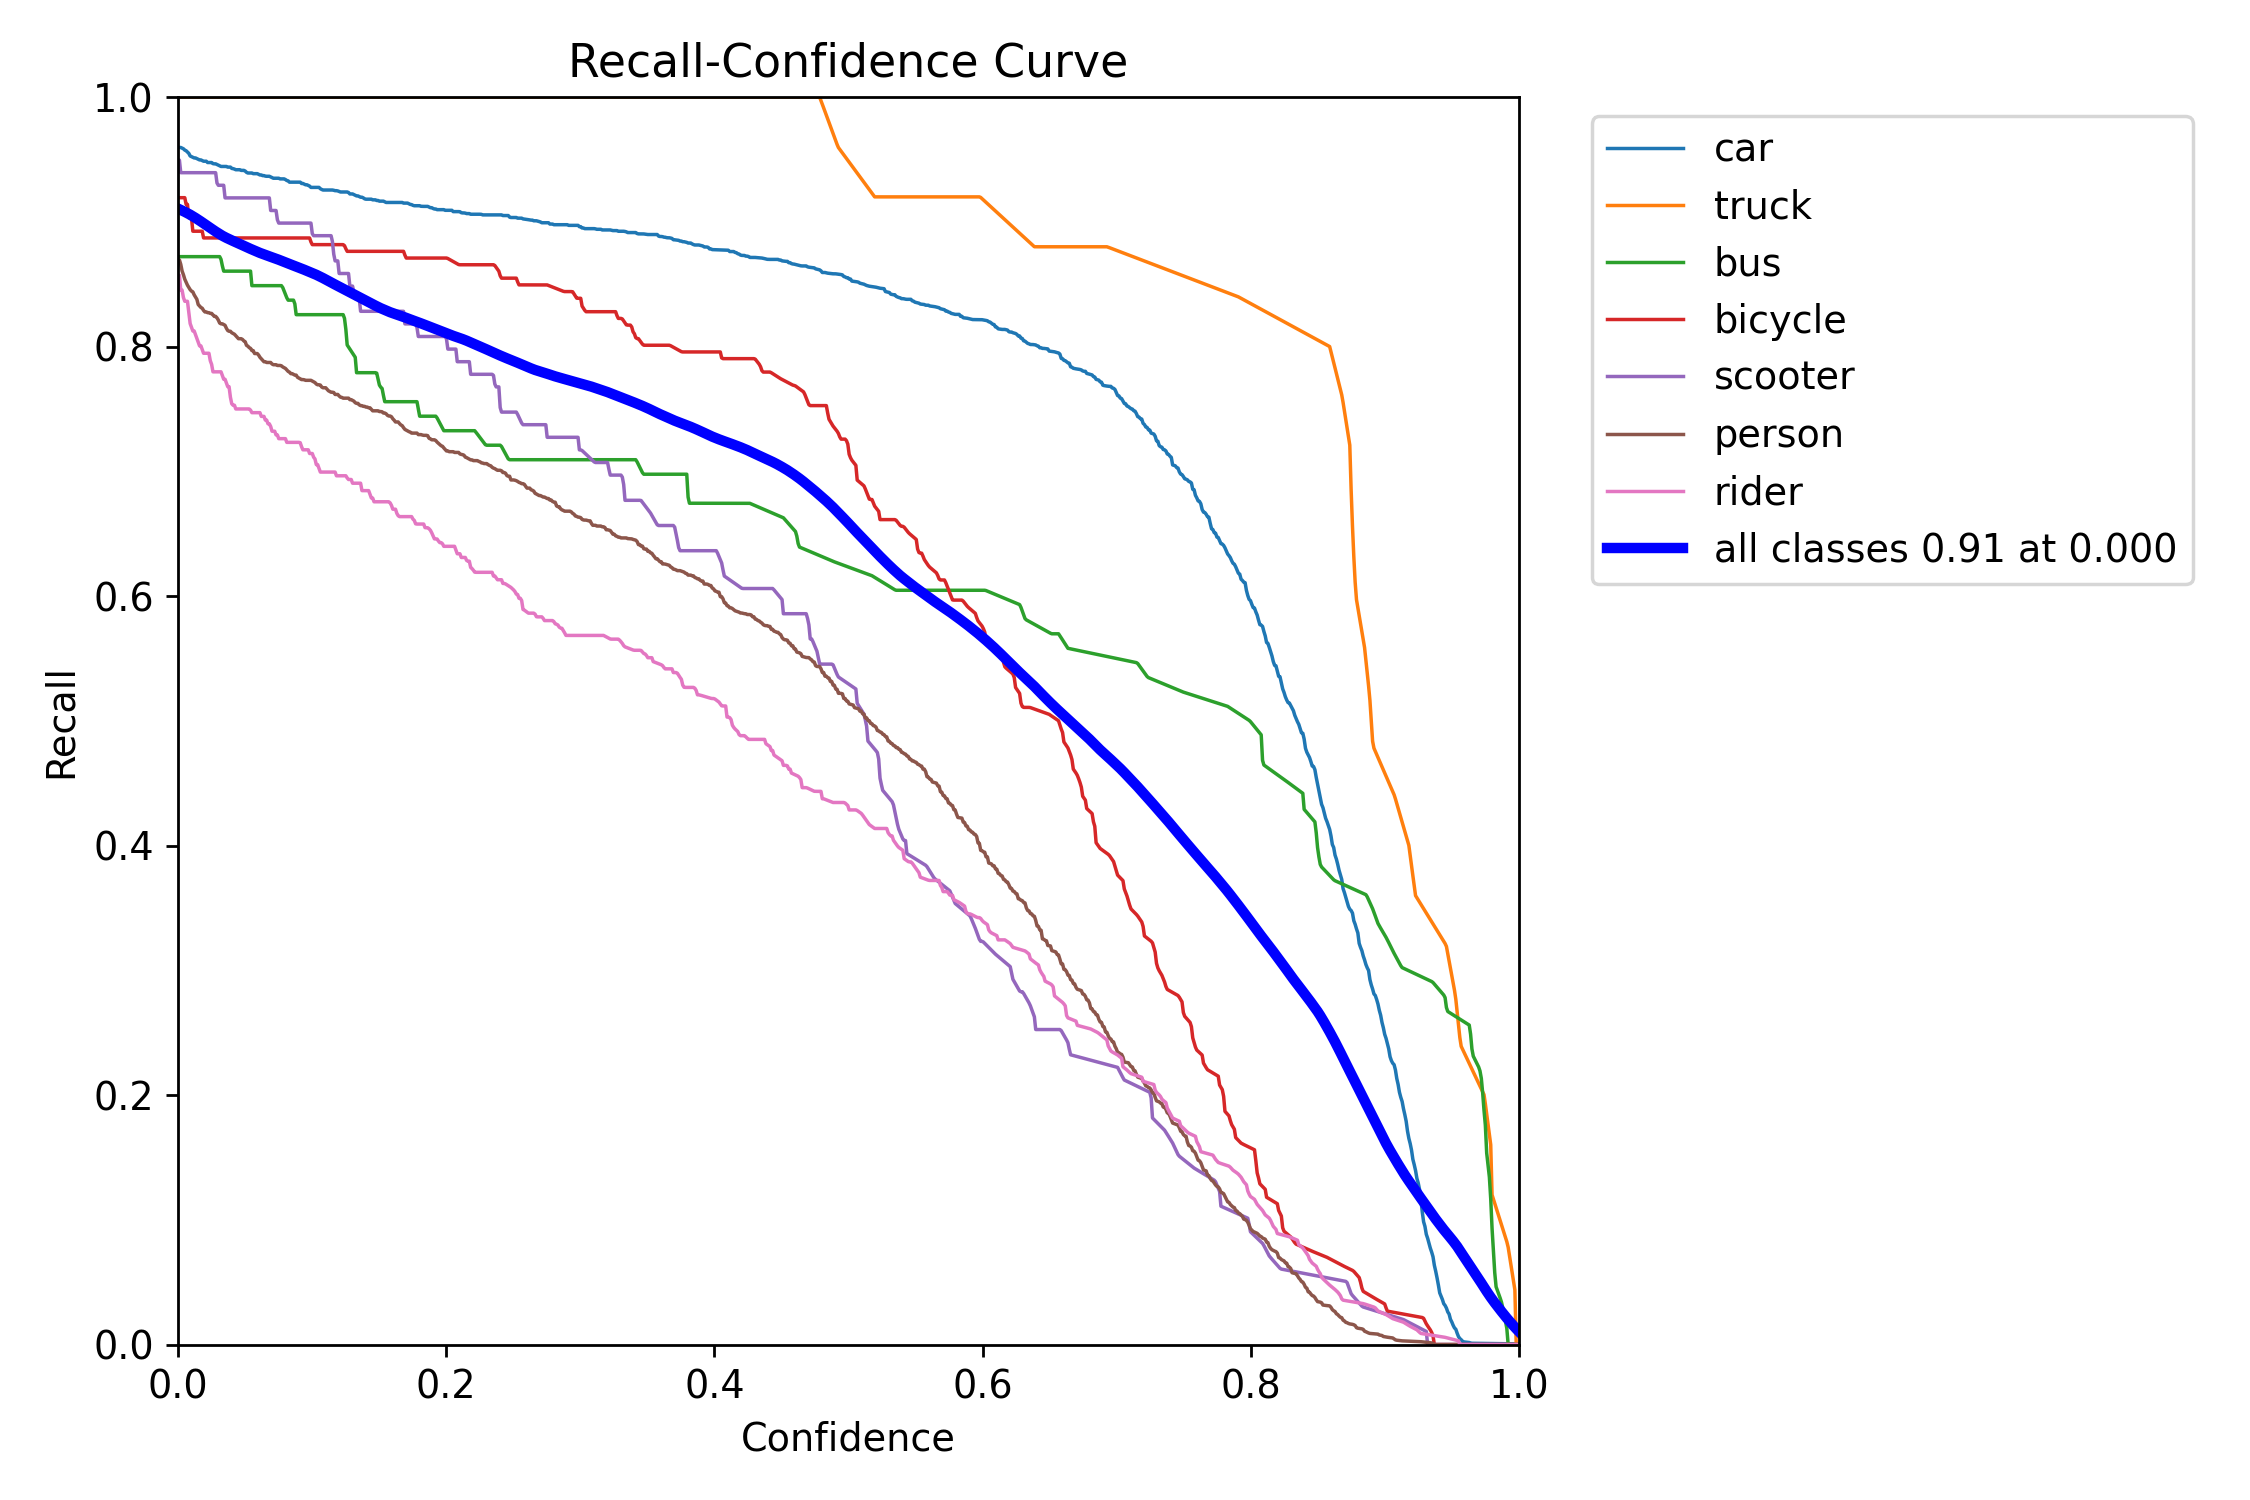 Recall-Confidence Curve
1.0
0.8
0.6
0.4
0.2
0.0
Recall
0.0 0.2 0.4 0.6 0.8 1.0
Confidence
car
truck
bus
bicycle
scooter
person
rider
all classes 0.91 at 0.000